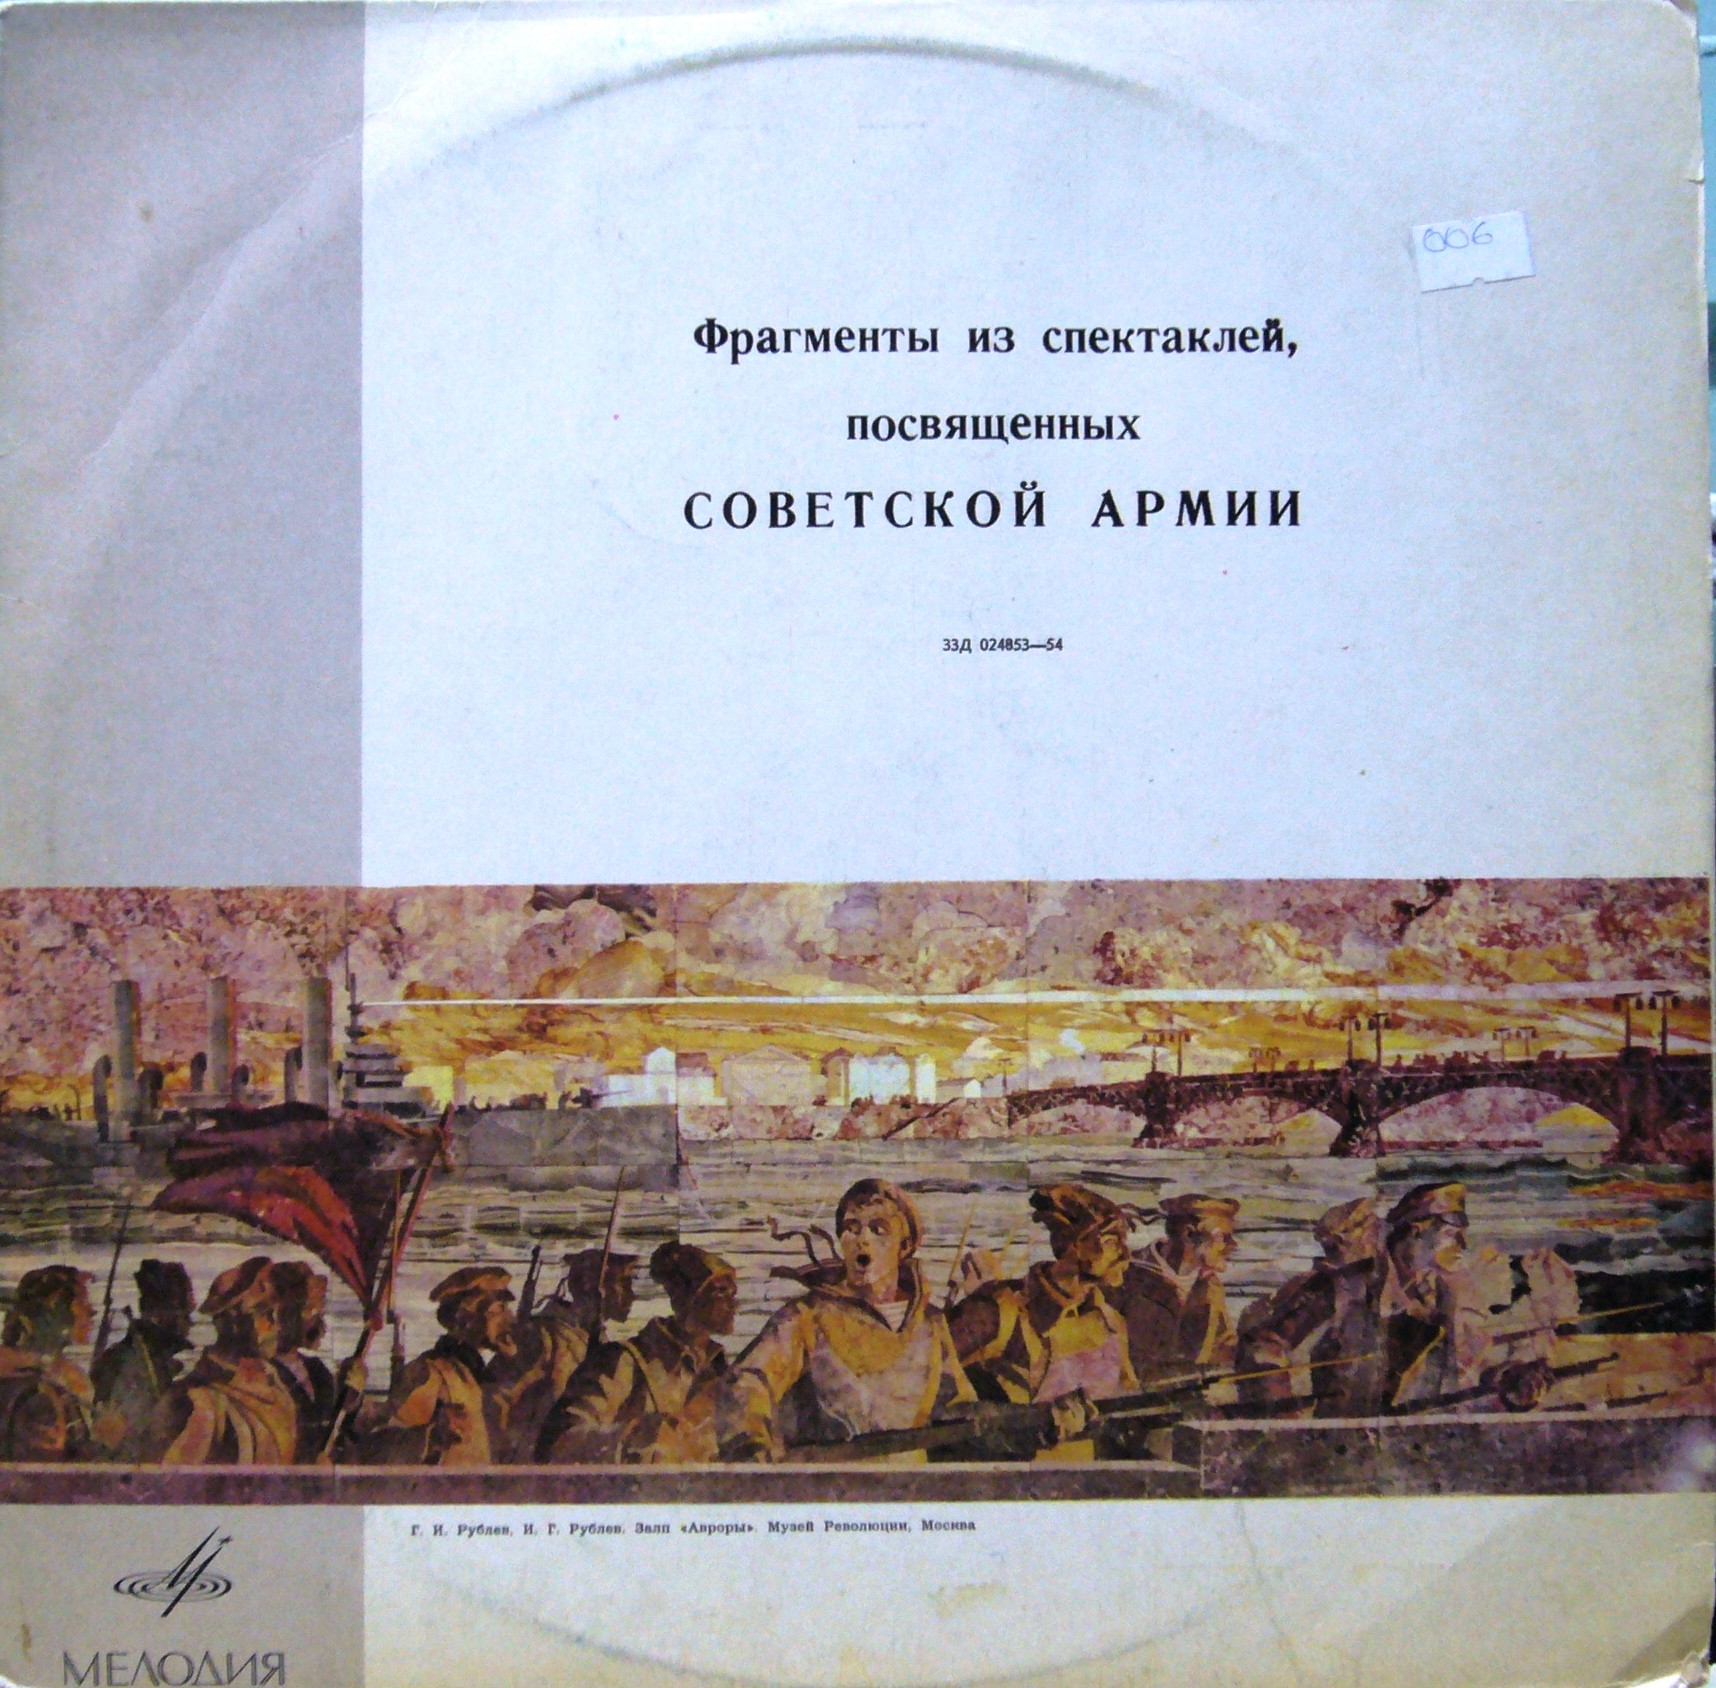 006
Фрагменты из спектаклей,
посвященных
СОВЕТСКОЙ АРМИИ
33Д 024853—54
Г. И. Рублев, И. Г. Рублев. Залп «Авроры». Музей Революции, Москва
МЕЛОДИЯ